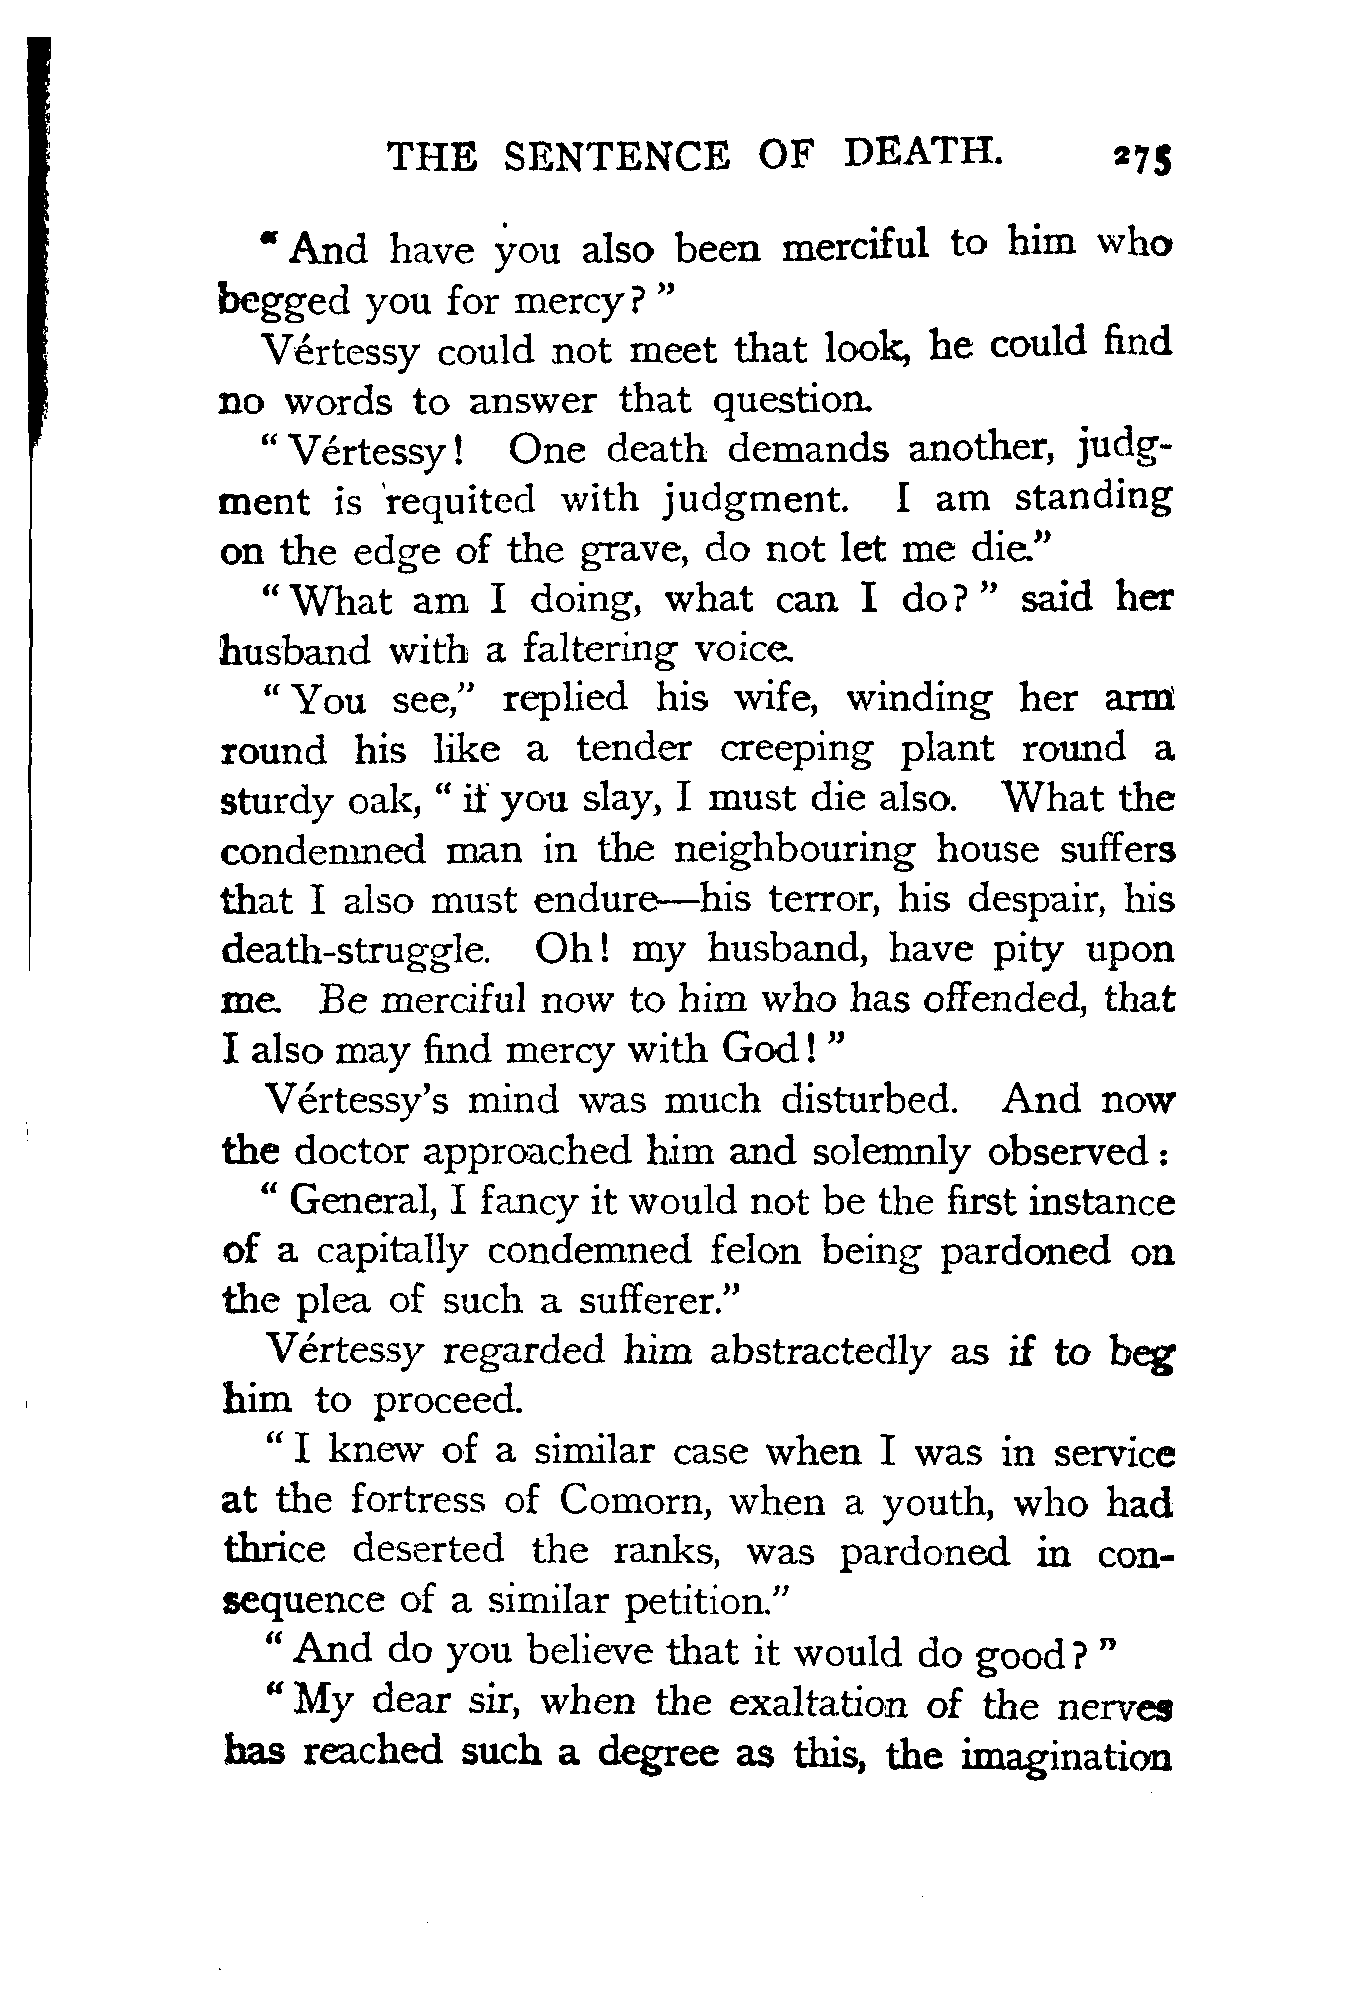 THE SENTENCE OF DEATH. 275
“ And have you also been merciful to him who
begged you for mercy? ”
Vértessy could not meet that look, he could find
no words to answer that question.
“ Vértessy! One death demands another, judg-
ment is requited with judgment. I am standing
on the edge of the grave, do not let me die.”
“ What am I doing, what can I do? ” said her
husband with a faltering voice.
“ You see,” replied his wife, winding her arm
round his like a tender creeping plant round a
sturdy oak, “ if you slay, I must die also. What the
condemned man in the neighbouring house suffers
that I also must endure—his terror, his despair, his
death-struggle. Oh! my husband, have pity upon
me. Be merciful now to him who has offended, that
I also may find mercy with God! ”
Vértessy’s mind was much disturbed. And now
the doctor approached him and solemnly observed :
“ General, I fancy it would not be the first instance
of a capitally condemned felon being pardoned on
the plea of such a sufferer.”
Vértessy regarded him abstractedly as if to beg
him to proceed.
“ I knew of a similar case when I was in service
at the fortress of Comorn, when a youth, who had
thrice deserted the ranks, was pardoned in con-
sequence of a similar petition.”
“ And do you believe that it would do good? ”
“ My dear sir, when the exaltation of the nerves
has reached such a degree as this, the imagination